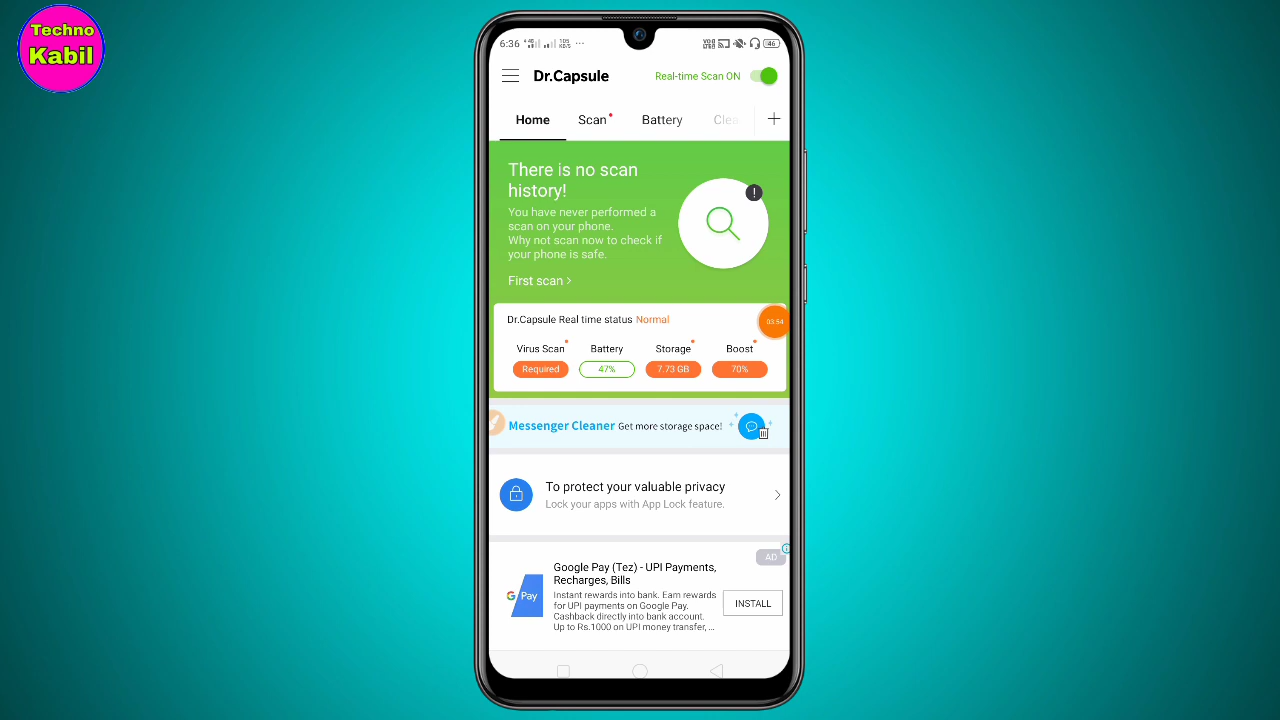 Techno
Kabil
6:36
46
Dr.Capsule
Real-time Scan ON
Home
Scan
Battery
Clea
There is no scan
history!
You have never performed a
scan on your phone.
Why not scan now to check if
your phone is safe.
First scan >
!
Dr.Capsule Real time status Normal
03:54
Virus Scan Battery Storage Boost
Required 47% 7.73 GB 70%
Messenger Cleaner Get more storage space!
To protect your valuable privacy
Lock your apps with App Lock feature.
AD
Google Pay (Tez) - UPI Payments,
Recharges, Bills
G Pay
Instant rewards into bank. Earn rewards
for UPI payments on Google Pay.
Cashback directly into bank account.
Up to Rs.1000 on UPI money transfer, ...
INSTALL